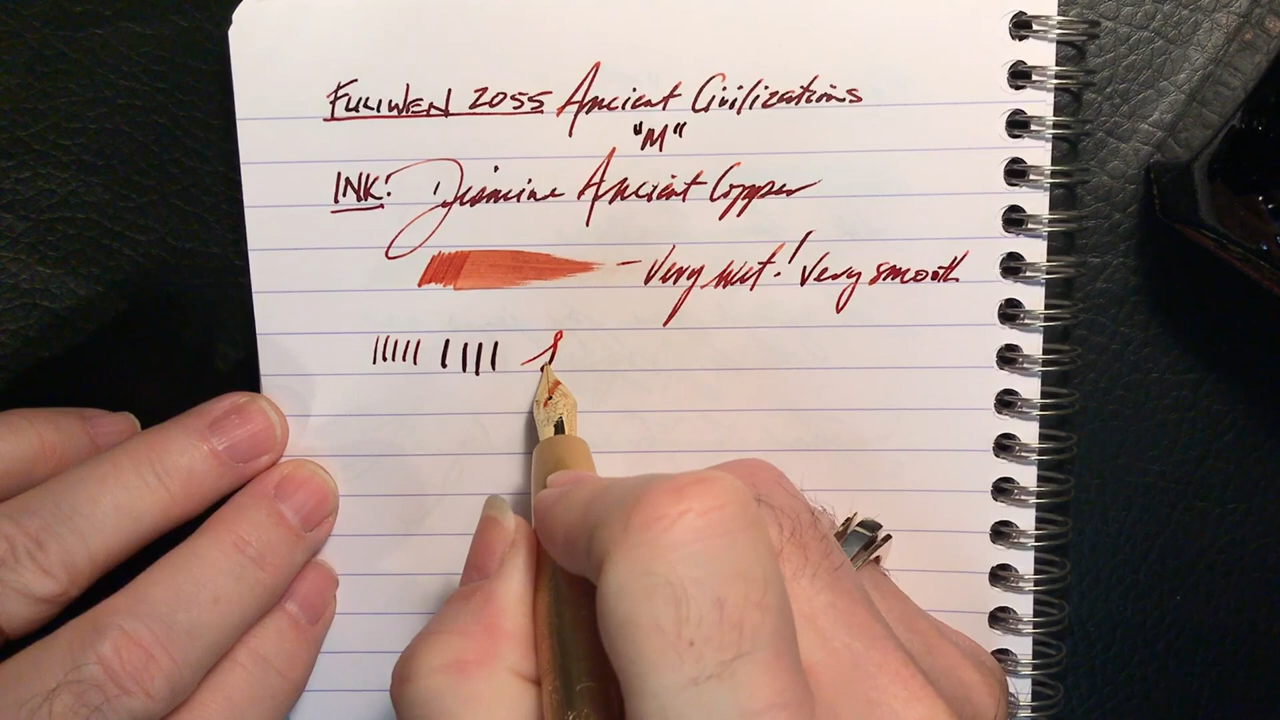 FULIWEN 2055 Ancient Civilizations
"M"
INK: Diamine Ancient Copper
– Very wet! Very smooth